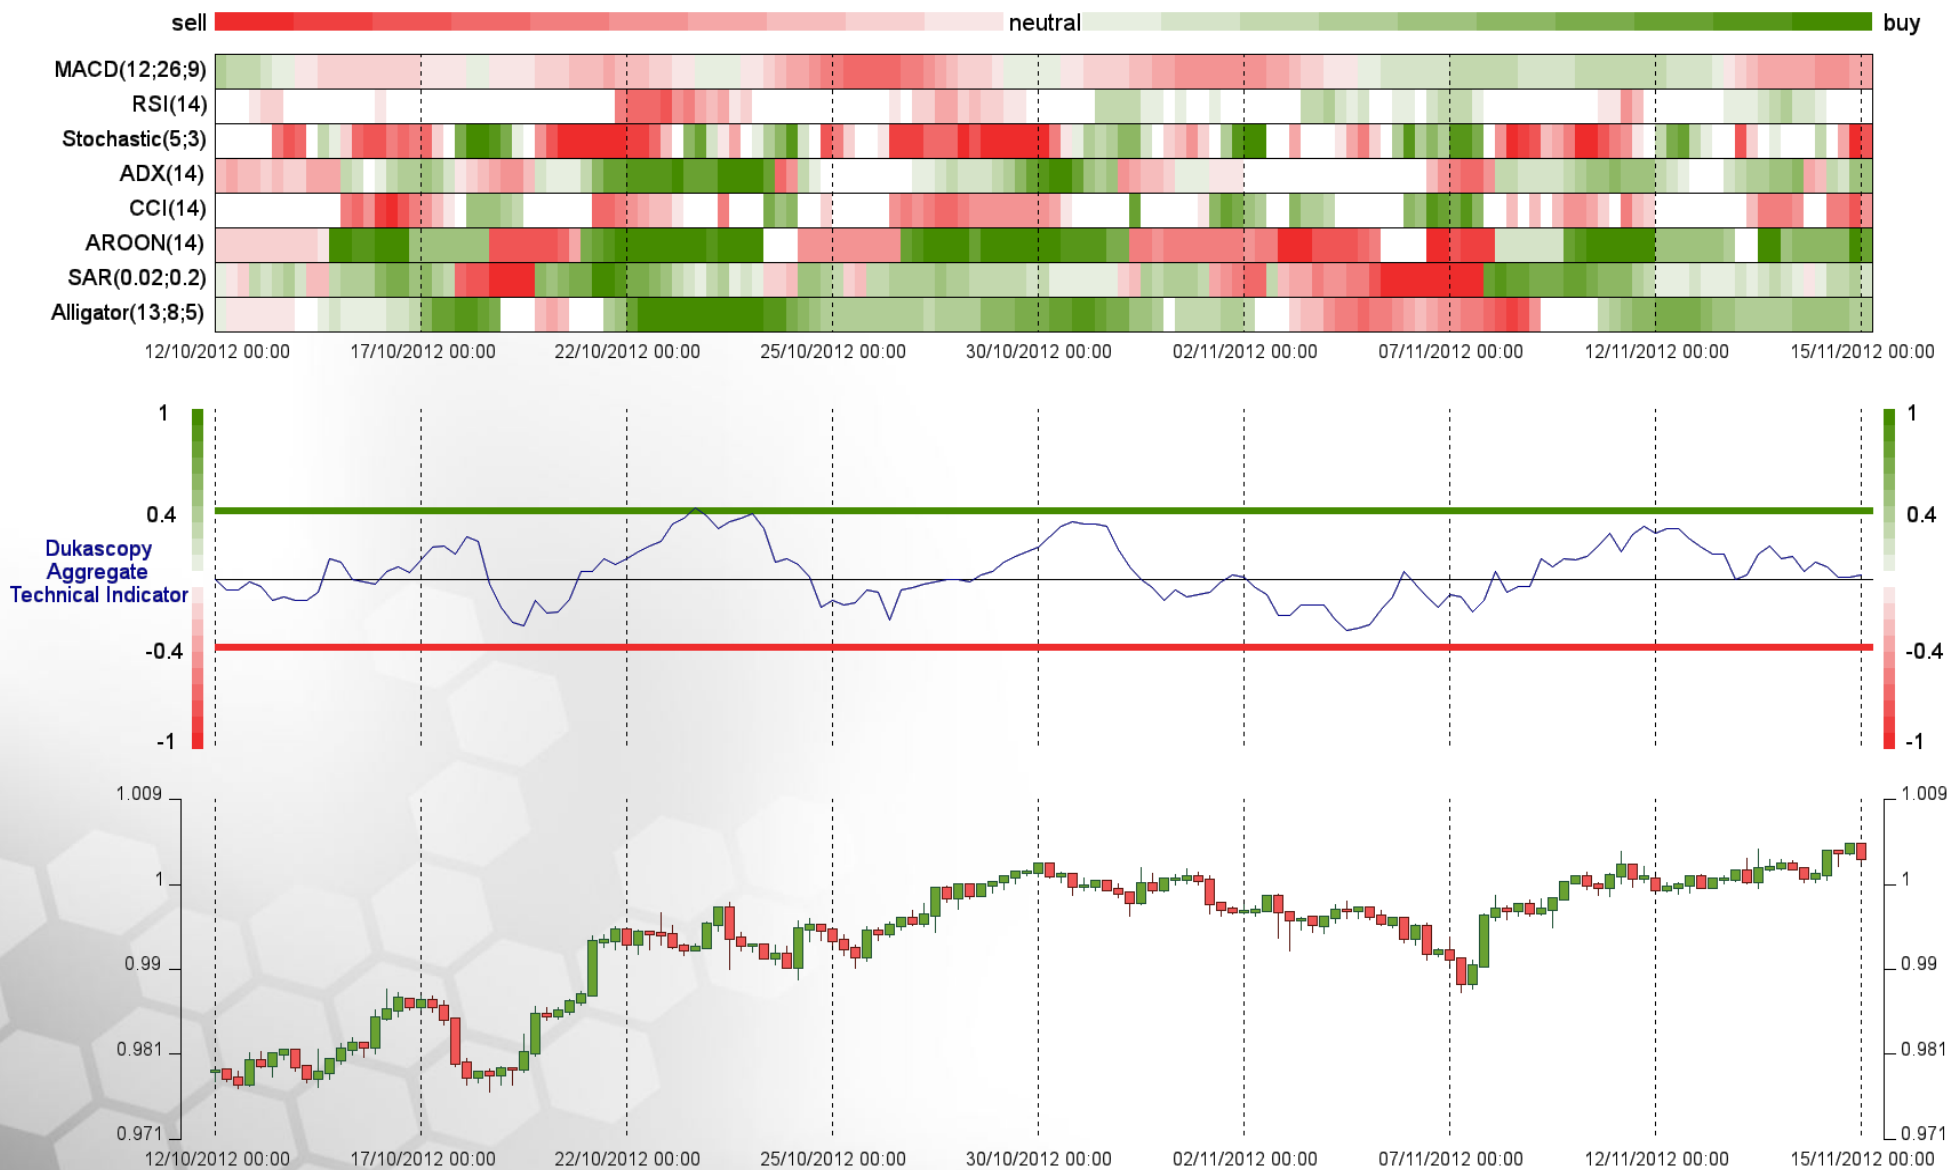 sell neutral buy
MACD(12;26;9)
RSI(14)
Stochastic(5;3)
ADX(14)
CCI(14)
AROON(14)
SAR(0.02;0.2)
Alligator(13;8;5)
12/10/2012 00:00 17/10/2012 00:00 22/10/2012 00:00 25/10/2012 00:00 30/10/2012 00:00 02/11/2012 00:00 07/11/2012 00:00 12/11/2012 00:00 15/11/2012 00:00
1 1
0.4 0.4
Dukascopy
Aggregate
Technical Indicator
-0.4 -0.4
-1 -1
1.009 1.009
1 1
0.99 0.99
0.981 0.981
0.971 0.971
12/10/2012 00:00 17/10/2012 00:00 22/10/2012 00:00 25/10/2012 00:00 30/10/2012 00:00 02/11/2012 00:00 07/11/2012 00:00 12/11/2012 00:00 15/11/2012 00:00